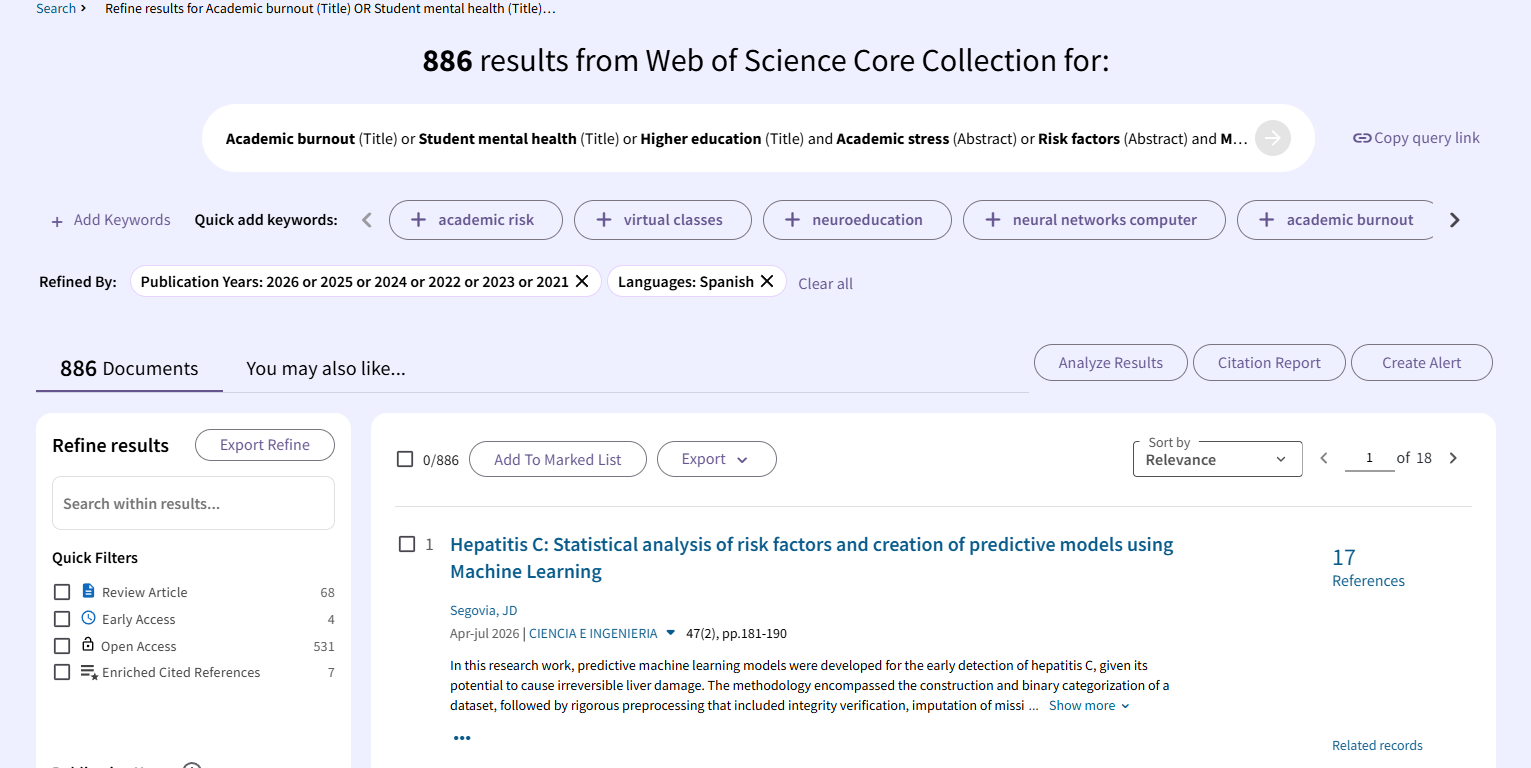 Search › Refine results for Academic burnout (Title) OR Student mental health (Title)…
886 results from Web of Science Core Collection for:
Academic burnout (Title) or Student mental health (Title) or Higher education (Title) and Academic stress (Abstract) or Risk factors (Abstract) and M…
Copy query link
+ Add Keywords
Quick add keywords:
+ academic risk
+ virtual classes
+ neuroeducation
+ neural networks computer
+ academic burnout
Refined By:
Publication Years: 2026 or 2025 or 2024 or 2022 or 2023 or 2021
Languages: Spanish
Clear all
886 Documents
You may also like...
Analyze Results
Citation Report
Create Alert
Refine results
Export Refine
Search within results...
Quick Filters
Review Article 68
Early Access 4
Open Access 531
Enriched Cited References 7
0/886
Add To Marked List
Export
Sort by
Relevance
1 of 18
1
Hepatitis C: Statistical analysis of risk factors and creation of predictive models using
Machine Learning
Segovia, JD
Apr-jul 2026 | CIENCIA E INGENIERIA 47(2), pp.181-190
In this research work, predictive machine learning models were developed for the early detection of hepatitis C, given its
potential to cause irreversible liver damage. The methodology encompassed the construction and binary categorization of a
dataset, followed by rigorous preprocessing that included integrity verification, imputation of missi ... Show more
•••
17
References
Related records